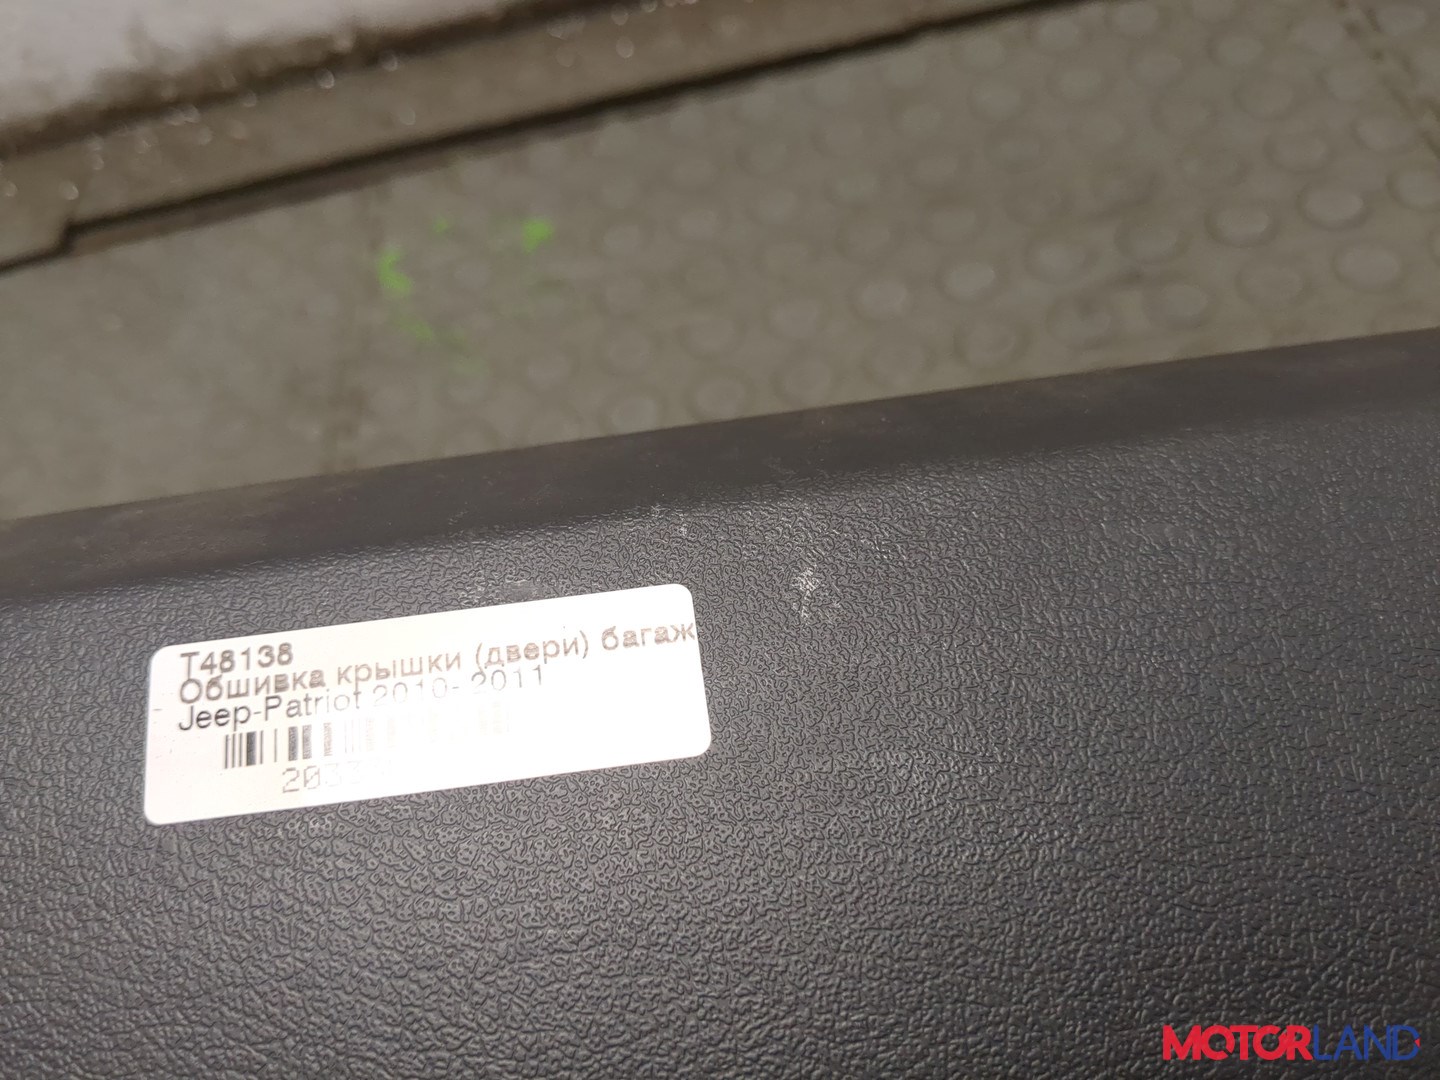 T48138
Обшивка крышки (двери) багаж
Jeep-Patriot 2010- 2011
MOTORLAND